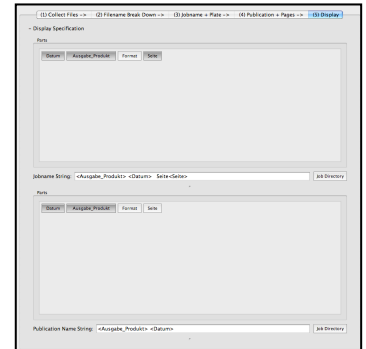 (1) Collect Files -> (2) Filename Break Down -> (3) Jobname + Plate -> (4) Publication + Pages -> (5) Display
Display Specification
Parts
Datum Ausgabe_Produkt Format Seite
Jobname String: <Ausgabe_Produkt> <Datum> Seite<Seite> Job Directory
Parts
Datum Ausgabe_Produkt Format Seite
Publication Name String: <Ausgabe_Produkt> <Datum> Job Directory